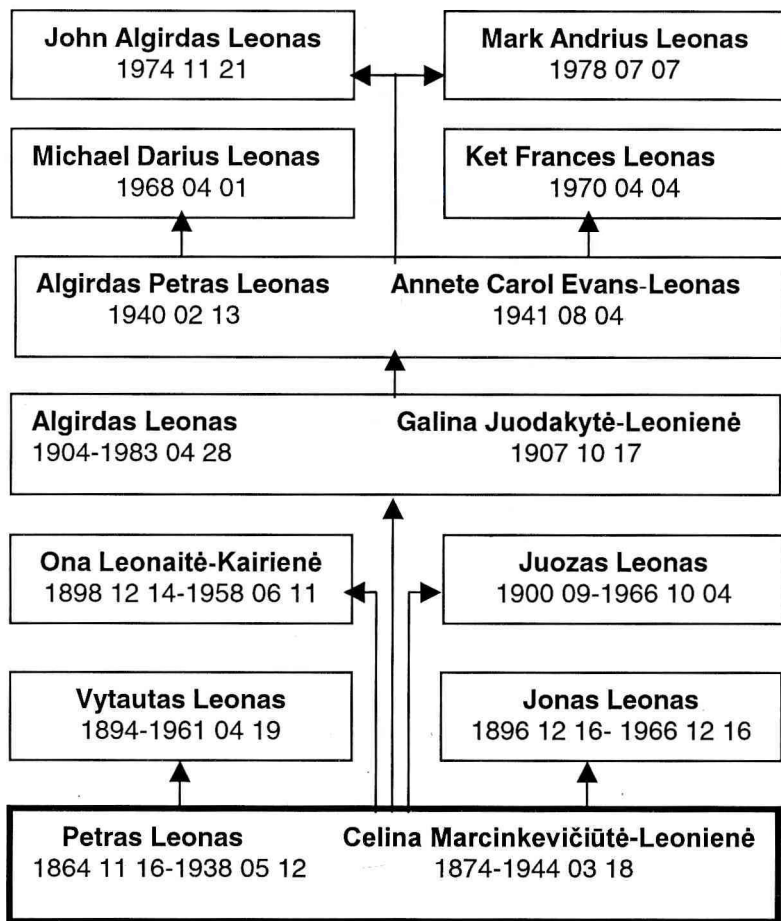 John Algirdas Leonas
1974 11 21
Mark Andrius Leonas
1978 07 07
Michael Darius Leonas
1968 04 01
Ket Frances Leonas
1970 04 04
Algirdas Petras Leonas
1940 02 13
Annete Carol Evans-Leonas
1941 08 04
Algirdas Leonas
1904-1983 04 28
Galina Juodakytė-Leonienė
1907 10 17
Ona Leonaitė-Kairienė
1898 12 14-1958 06 11
Juozas Leonas
1900 09-1966 10 04
Vytautas Leonas
1894-1961 04 19
Jonas Leonas
1896 12 16- 1966 12 16
Petras Leonas
1864 11 16-1938 05 12
Celina Marcinkevičiūtė-Leonienė
1874-1944 03 18